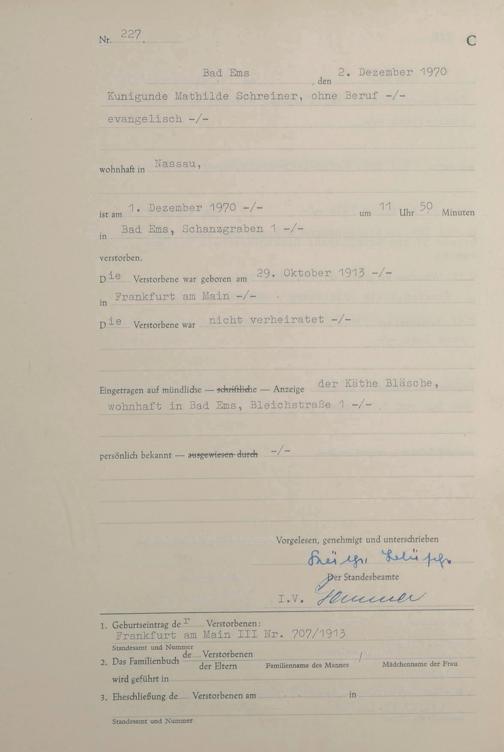 Nr. 227. C
Bad Ems, den 2. Dezember 1970
Kunigunde Mathilde Schreiner, ohne Beruf -/-
evangelisch -/-
wohnhaft in Nassau,
ist am 1. Dezember 1970 -/- um 11 Uhr 50 Minuten
in Bad Ems, Schanzgraben 1 -/-
verstorben.
Die Verstorbene war geboren am 29. Oktober 1913 -/-
in Frankfurt am Main -/-
Die Verstorbene war nicht verheiratet -/-
Eingetragen auf mündliche — schriftliche — Anzeige der Käthe Bläsche,
wohnhaft in Bad Ems, Bleichstraße 1 -/-
persönlich bekannt — ausgewiesen durch -/-
Vorgelesen, genehmigt und unterschrieben
Der Standesbeamte
I.V.
1. Geburtseintrag der Verstorbenen:
Frankfurt am Main III Nr. 707/1913
Standesamt und Nummer
2. Das Familienbuch de Verstorbenen /
der Eltern Familienname des Mannes Mädchenname der Frau
wird geführt in
3. Eheschließung de Verstorbenen am in
Standesamt und Nummer